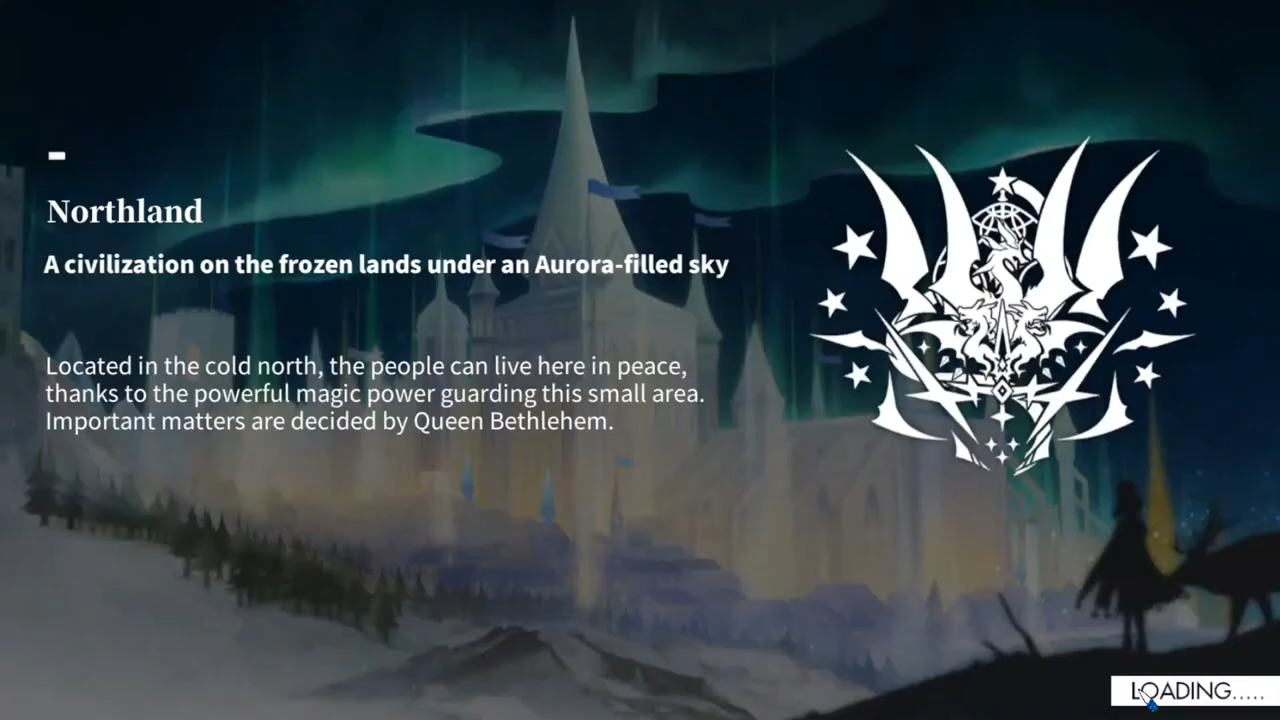 Northland
A civilization on the frozen lands under an Aurora-filled sky
Located in the cold north, the people can live here in peace,
thanks to the powerful magic power guarding this small area.
Important matters are decided by Queen Bethlehem.
LOADING.....